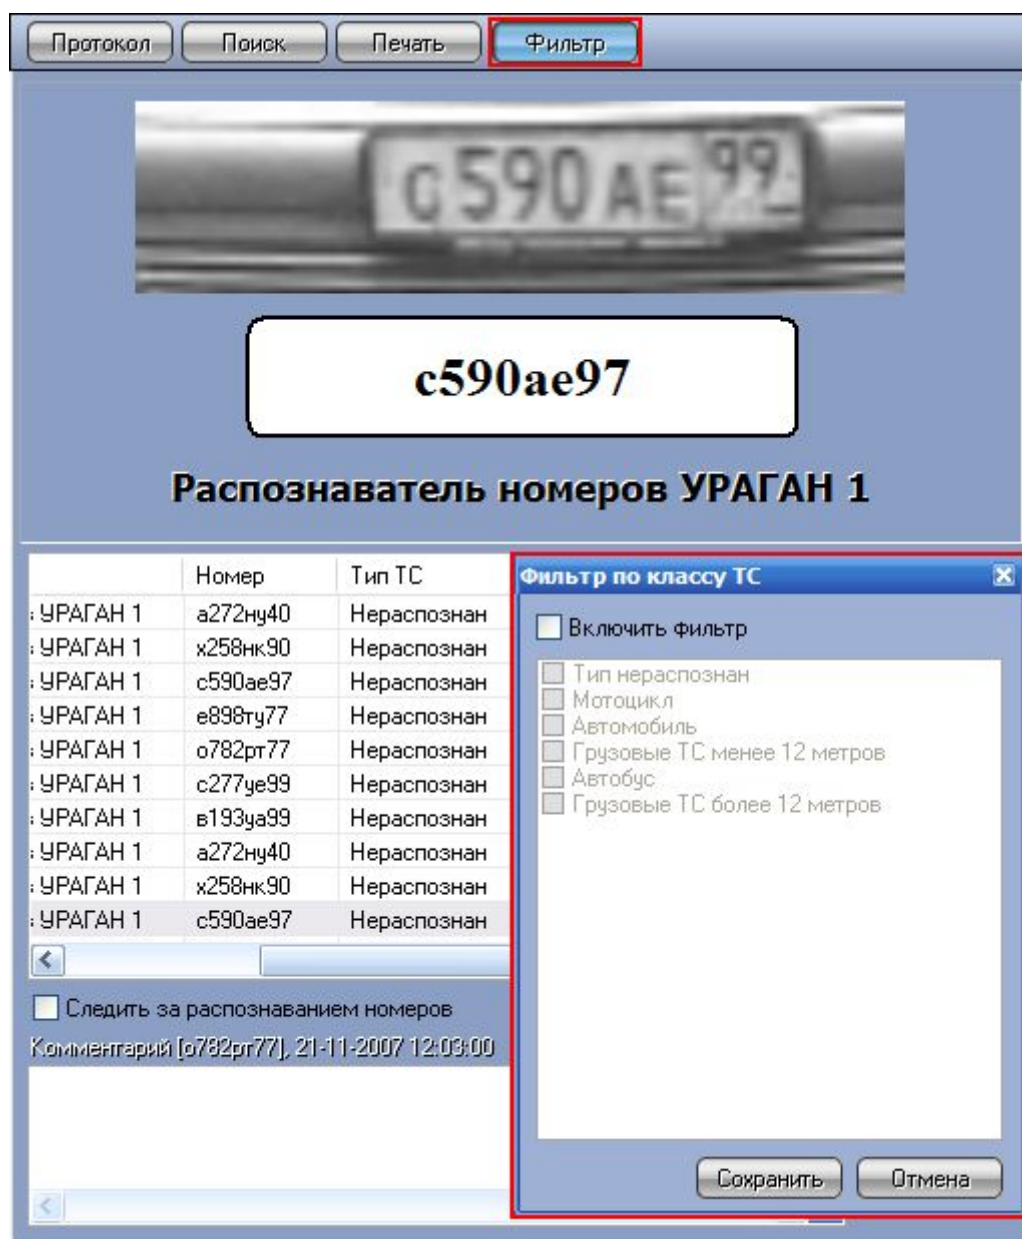 Протокол Поиск Печать Фильтр
С590АЕ 99
с590ае97
Распознаватель номеров УРАГАН 1
Номер Тип ТС
УРАГАН 1 а272ну40 Нераспознан
УРАГАН 1 х258нк90 Нераспознан
УРАГАН 1 с590ае97 Нераспознан
УРАГАН 1 е898ту77 Нераспознан
УРАГАН 1 о782рт77 Нераспознан
УРАГАН 1 с277уе99 Нераспознан
УРАГАН 1 в193уа99 Нераспознан
УРАГАН 1 а272ну40 Нераспознан
УРАГАН 1 х258нк90 Нераспознан
УРАГАН 1 с590ае97 Нераспознан
Следить за распознаванием номеров
Комментарий [о782рт77], 21-11-2007 12:03:00
Фильтр по классу ТС
Включить фильтр
Тип нераспознан
Мотоцикл
Автомобиль
Грузовые ТС менее 12 метров
Автобус
Грузовые ТС более 12 метров
Сохранить Отмена